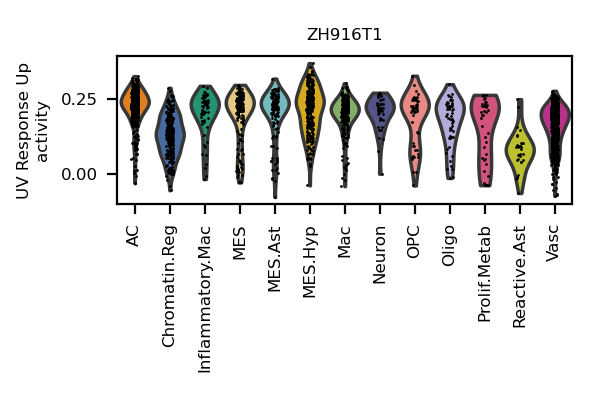 ZH916T1
UV Response Up
activity
0.25
0.00
AC
Chromatin.Reg
Inflammatory.Mac
MES
MES.Ast
MES.Hyp
Mac
Neuron
OPC
Oligo
Prolif.Metab
Reactive.Ast
Vasc